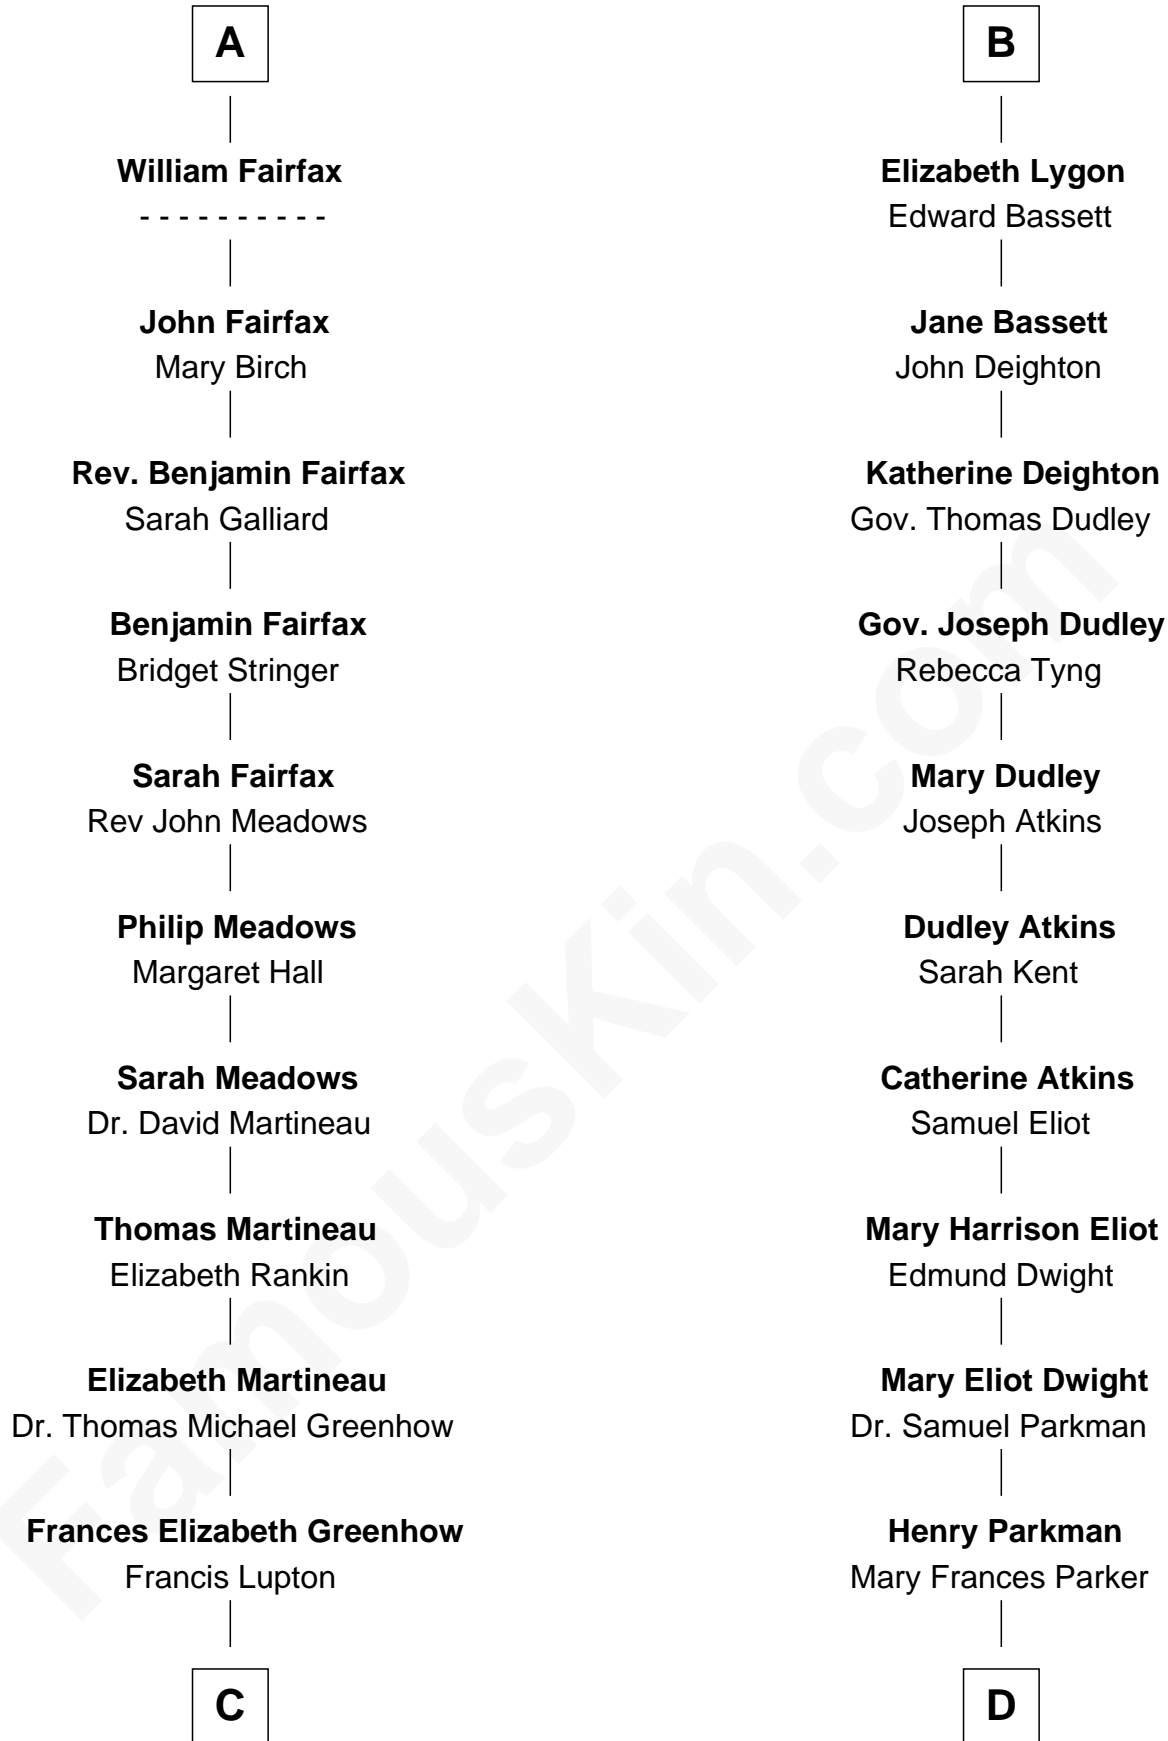 A
William Fairfax
- - - - - - - - - -
John Fairfax
Mary Birch
Rev. Benjamin Fairfax
Sarah Galliard
Benjamin Fairfax
Bridget Stringer
Sarah Fairfax
Rev John Meadows
Philip Meadows
Margaret Hall
Sarah Meadows
Dr. David Martineau
Thomas Martineau
Elizabeth Rankin
Elizabeth Martineau
Dr. Thomas Michael Greenhow
Frances Elizabeth Greenhow
Francis Lupton
C
B
Elizabeth Lygon
Edward Bassett
Jane Bassett
John Deighton
Katherine Deighton
Gov. Thomas Dudley
Gov. Joseph Dudley
Rebecca Tyng
Mary Dudley
Joseph Atkins
Dudley Atkins
Sarah Kent
Catherine Atkins
Samuel Eliot
Mary Harrison Eliot
Edmund Dwight
Mary Eliot Dwight
Dr. Samuel Parkman
Henry Parkman
Mary Frances Parker
D
FamousKin.com